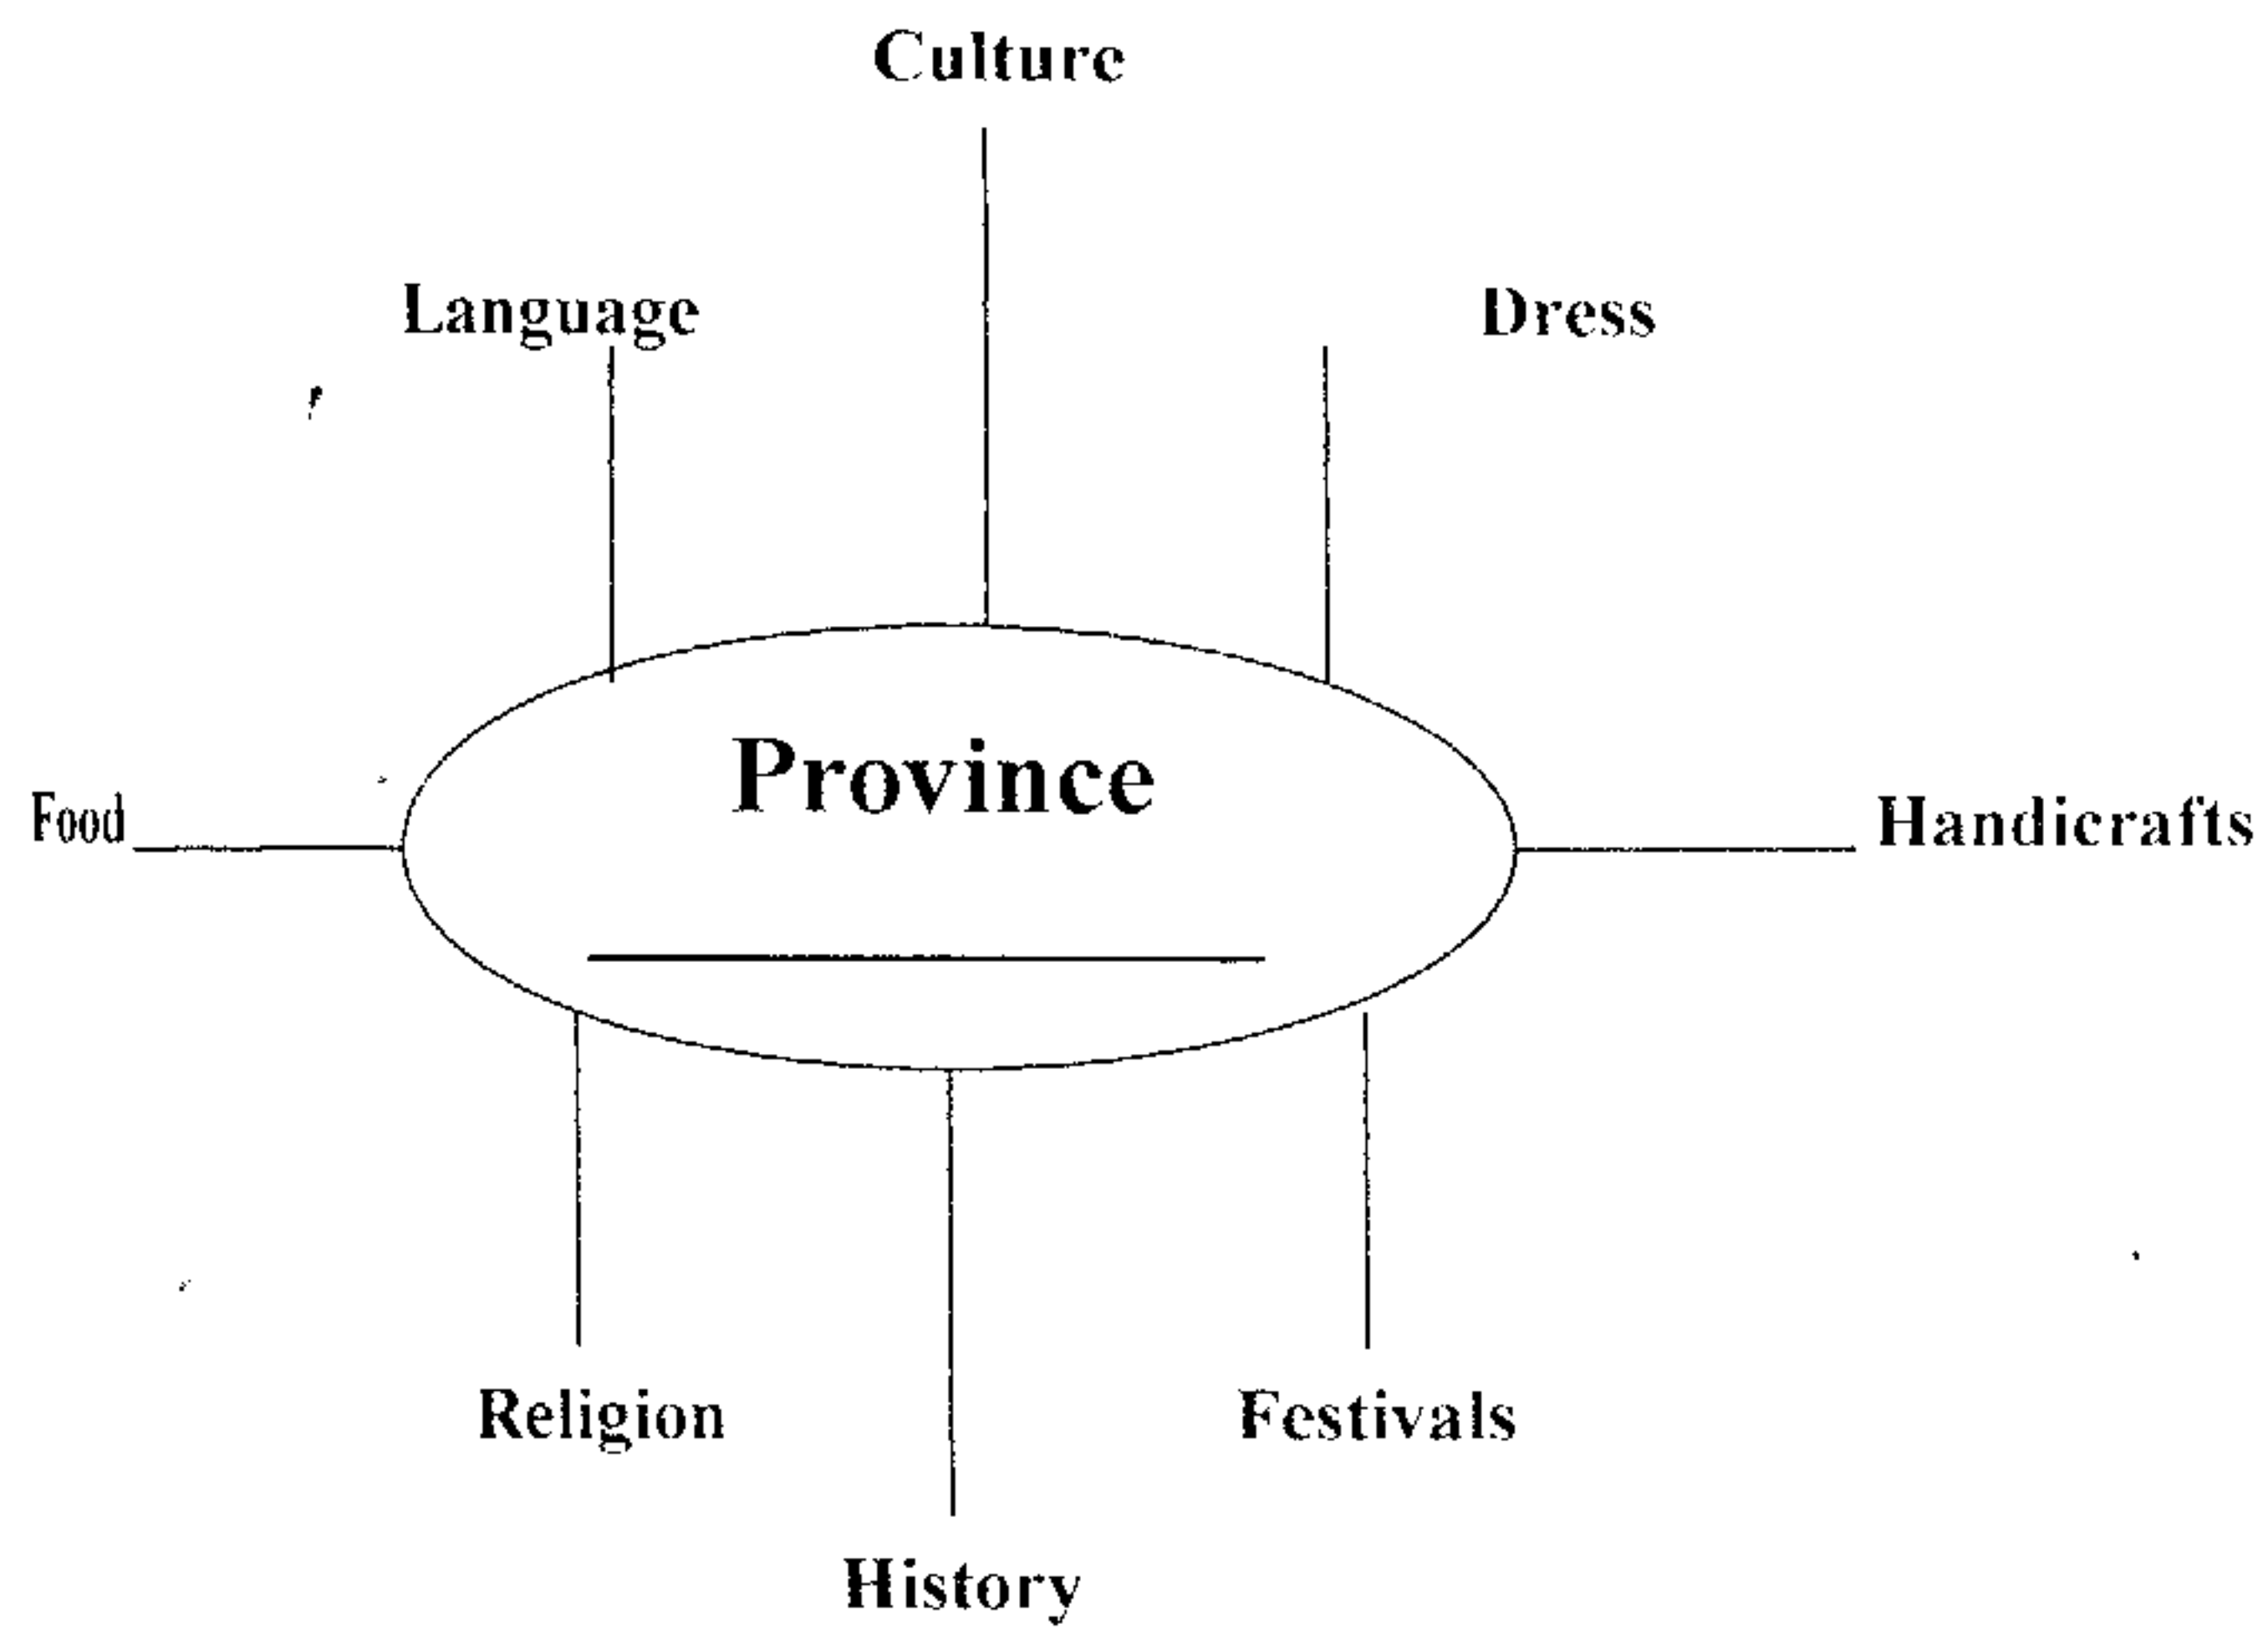 Culture
Language
Dress
Province
Food
Handicrafts
Religion
Festivals
History